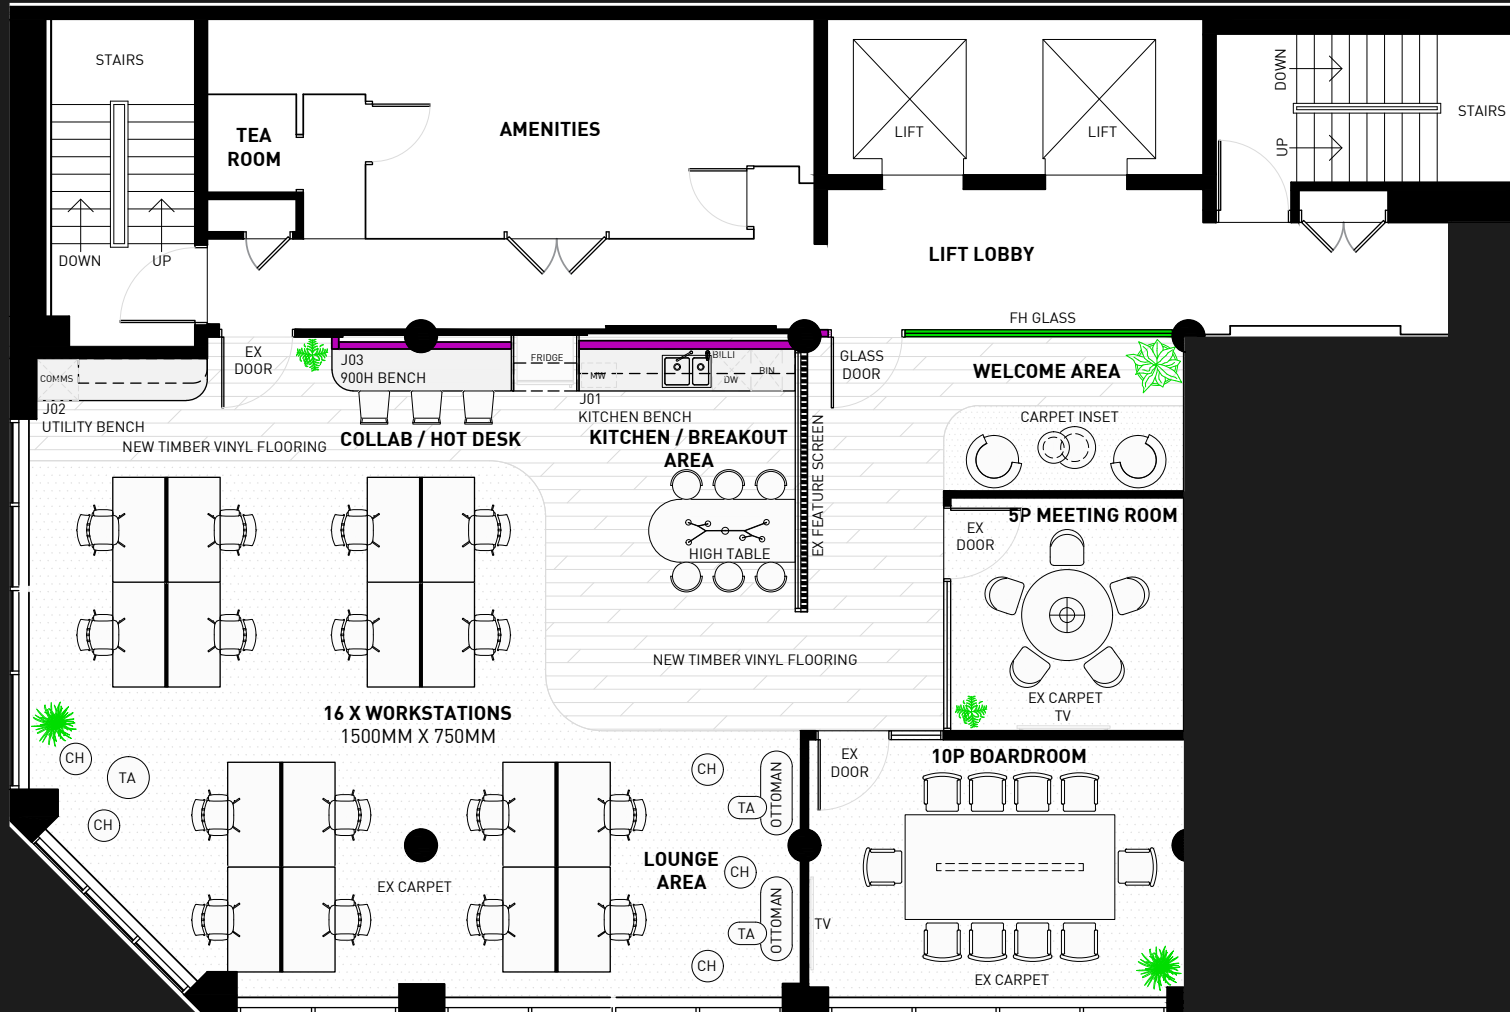 STAIRS
TEA
ROOM
AMENITIES
LIFT
LIFT
DOWN
UP
STAIRS
DOWN
UP
LIFT LOBBY
FH GLASS
EX
DOOR
J03
900H BENCH
FRIDGE
MW
BILLI
DW
BIN
GLASS
DOOR
WELCOME AREA
COMMS
J02
UTILITY BENCH
J01
KITCHEN BENCH
CARPET INSET
NEW TIMBER VINYL FLOORING
COLLAB / HOT DESK
KITCHEN / BREAKOUT
AREA
EX FEATURE SCREEN
5P MEETING ROOM
EX
DOOR
HIGH TABLE
NEW TIMBER VINYL FLOORING
EX CARPET
TV
16 X WORKSTATIONS
1500MM X 750MM
CH
TA
CH
CH
TA
OTTOMAN
EX
DOOR
10P BOARDROOM
LOUNGE
AREA
CH
EX CARPET
TA
OTTOMAN
CH
TV
EX CARPET